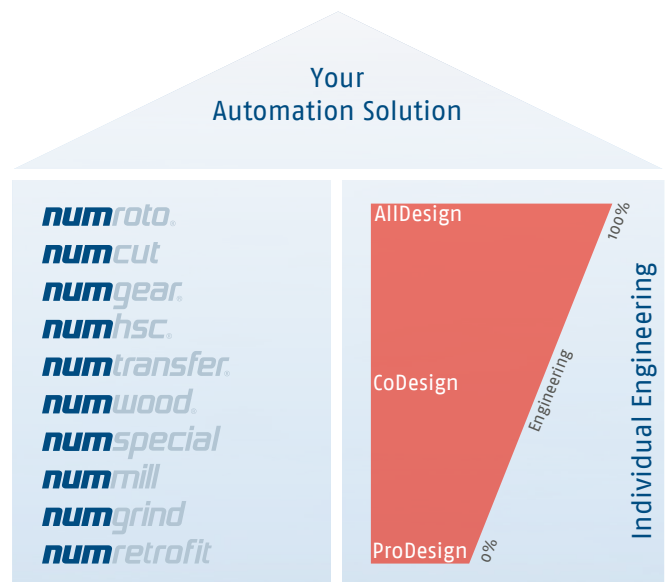 Your
Automation Solution
numroto®
numcut
numgear®
numhsc®
numtransfer®
numwood®
numspecial
nummill
numgrind
numretrofit
AllDesign
100%
CoDesign
Engineering
ProDesign
0%
Individual Engineering